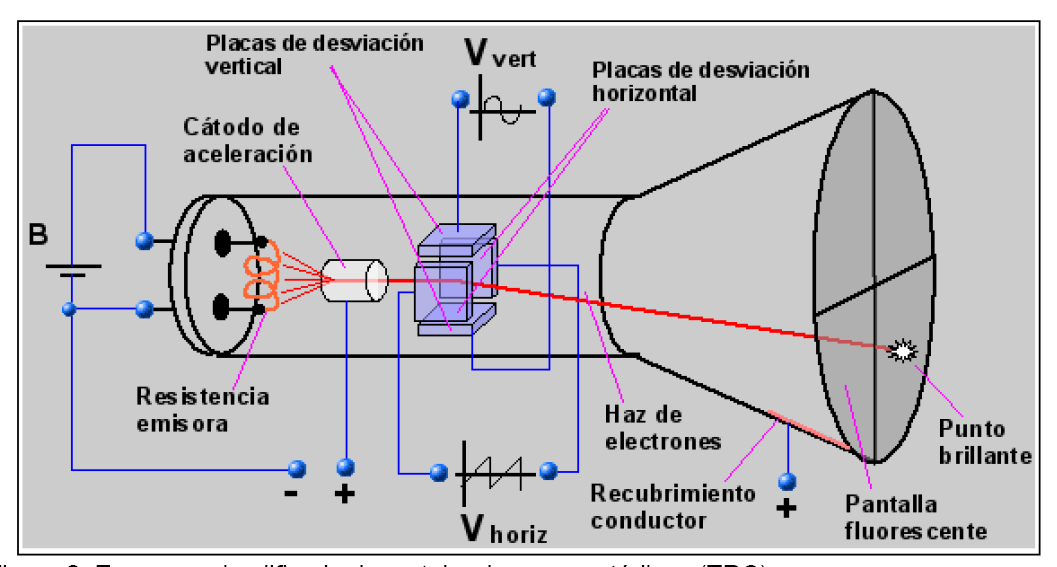 Placas de desviación
vertical
V vert
Placas de desviación
horizontal
Cátodo de
aceleración
B
Resistencia
emisora
- +
V horiz
Haz de
electrones
Recubrimiento
conductor
+
Punto
brillante
Pantalla
fluorescente